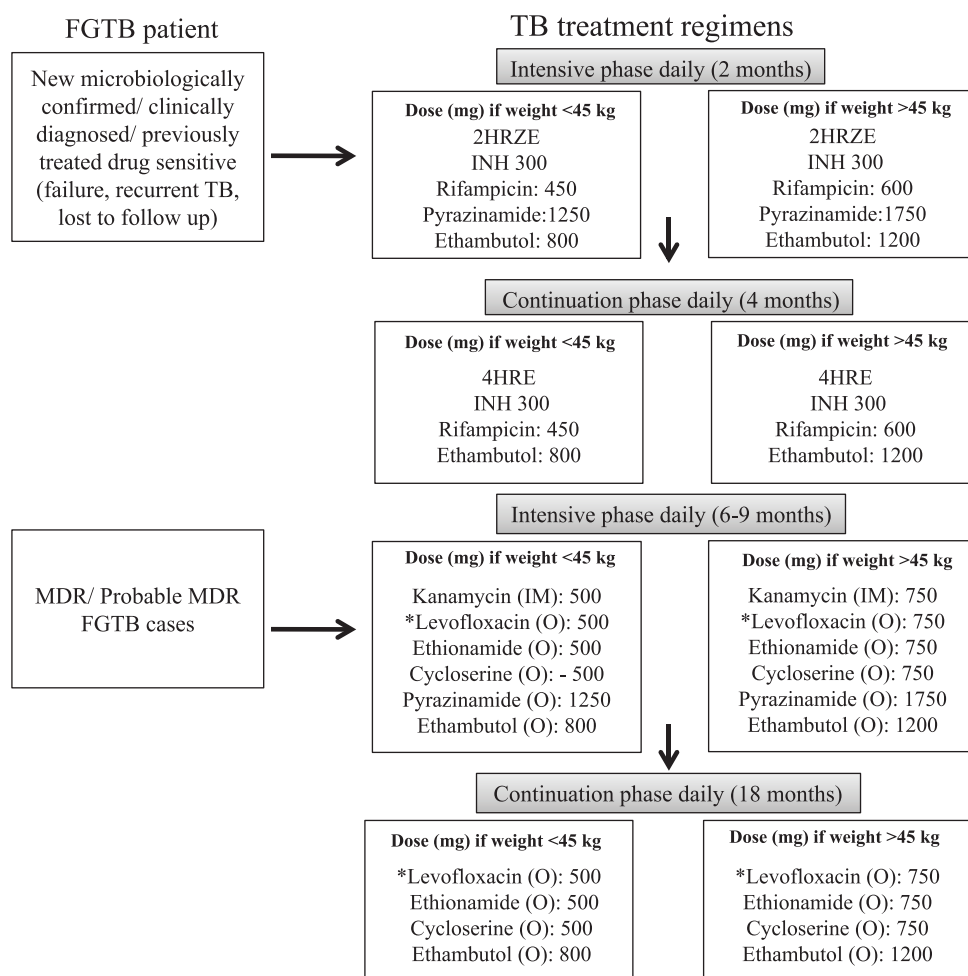 FGTB patient
TB treatment regimens
New microbiologically
confirmed/ clinically
diagnosed/ previously
treated drug sensitive
(failure, recurrent TB,
lost to follow up)
Intensive phase daily (2 months)
Dose (mg) if weight <45 kg
2HRZE
INH 300
Rifampicin: 450
Pyrazinamide:1250
Ethambutol: 800
Dose (mg) if weight >45 kg
2HRZE
INH 300
Rifampicin: 600
Pyrazinamide:1750
Ethambutol: 1200
Continuation phase daily (4 months)
Dose (mg) if weight <45 kg
4HRE
INH 300
Rifampicin: 450
Ethambutol: 800
Dose (mg) if weight >45 kg
4HRE
INH 300
Rifampicin: 600
Ethambutol: 1200
MDR/ Probable MDR
FGTB cases
Intensive phase daily (6-9 months)
Dose (mg) if weight <45 kg
Kanamycin (IM): 500
*Levofloxacin (O): 500
Ethionamide (O): 500
Cycloserine (O): - 500
Pyrazinamide (O): 1250
Ethambutol (O): 800
Dose (mg) if weight >45 kg
Kanamycin (IM): 750
*Levofloxacin (O): 750
Ethionamide (O): 750
Cycloserine (O): 750
Pyrazinamide (O): 1750
Ethambutol (O): 1200
Continuation phase daily (18 months)
Dose (mg) if weight <45 kg
*Levofloxacin (O): 500
Ethionamide (O): 500
Cycloserine (O): 500
Ethambutol (O): 800
Dose (mg) if weight >45 kg
*Levofloxacin (O): 750
Ethionamide (O): 750
Cycloserine (O): 750
Ethambutol (O): 1200